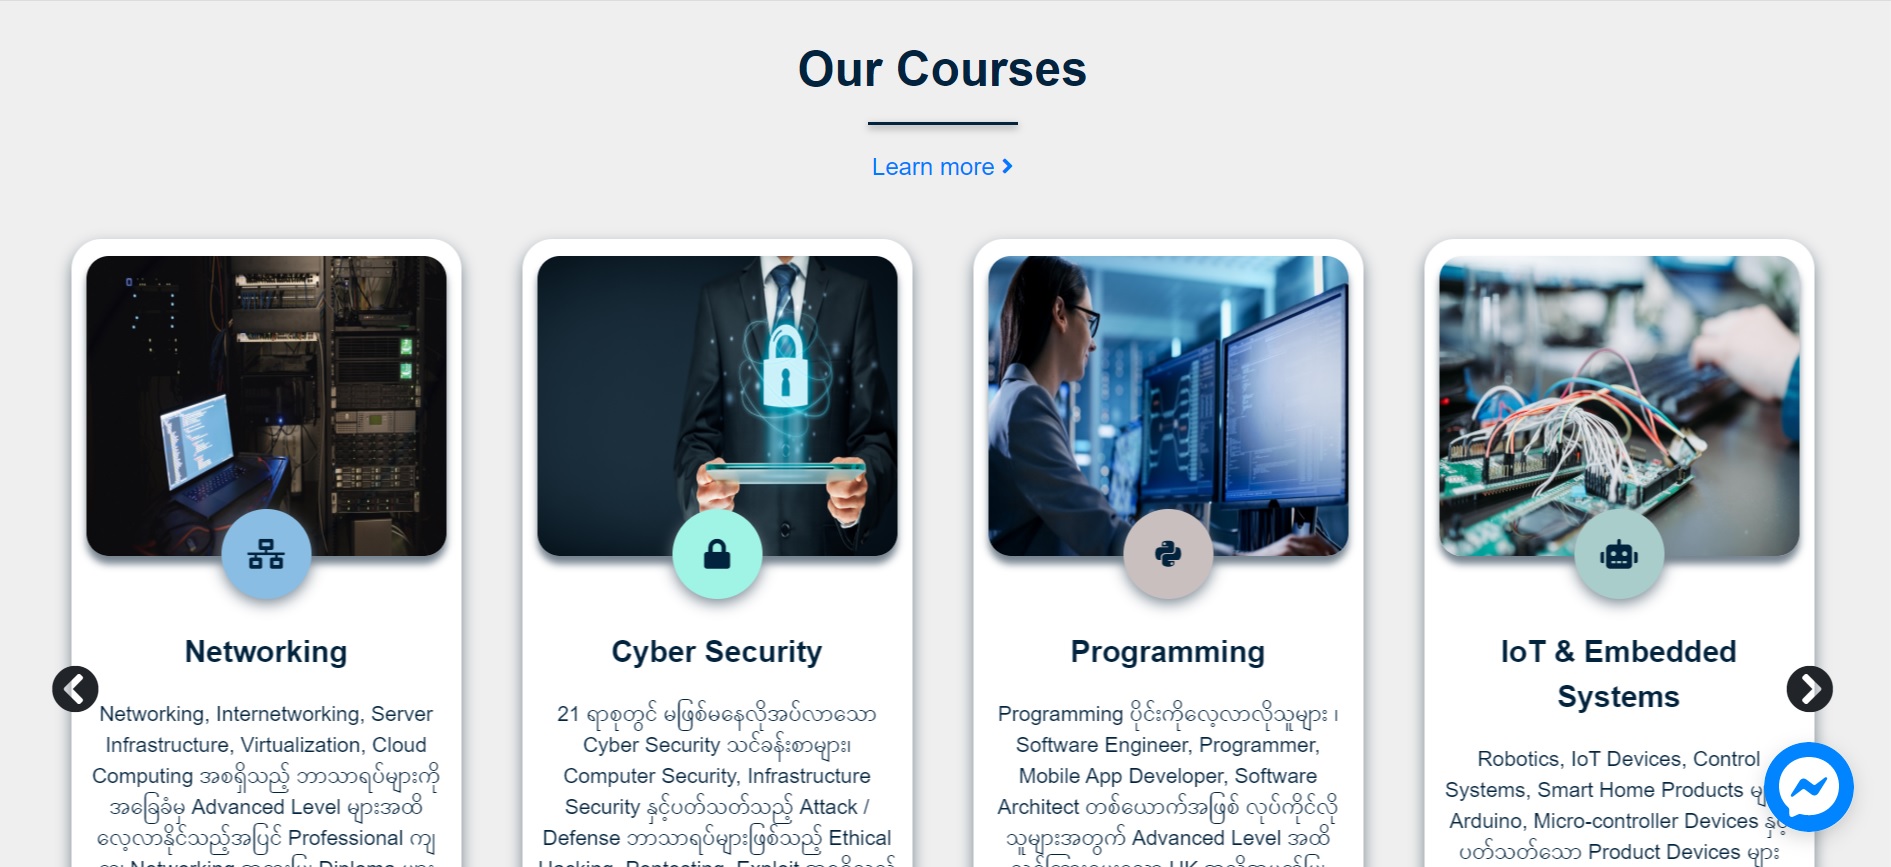 Our Courses
Learn more
Networking
Networking, Internetworking, Server
Infrastructure, Virtualization, Cloud
Computing အစရှိသည့် ဘာသာရပ်များကို
အခြေခံမှ Advanced Level များအထိ
လေ့လာနိုင်သည့်အပြင် Professional ကျ
Networking Diploma
Cyber Security
21 ရာစုတွင် မဖြစ်မနေလိုအပ်လာသော
Cyber Security သင်ခန်းစာများ၊
Computer Security, Infrastructure
Security နှင့်ပတ်သတ်သည့် Attack /
Defense ဘာသာရပ်များဖြစ်သည့် Ethical
Hacking, Pentesting, Exploit
Programming
Programming ပိုင်းကိုလေ့လာလိုသူများ ၊
Software Engineer, Programmer,
Mobile App Developer, Software
Architect တစ်ယောက်အဖြစ် လုပ်ကိုင်လို
သူများအတွက် Advanced Level အထိ
UK
IoT & Embedded
Systems
Robotics, IoT Devices, Control
Systems, Smart Home Products
Arduino, Micro-controller Devices
ပတ်သတ်သော Product Devices များ